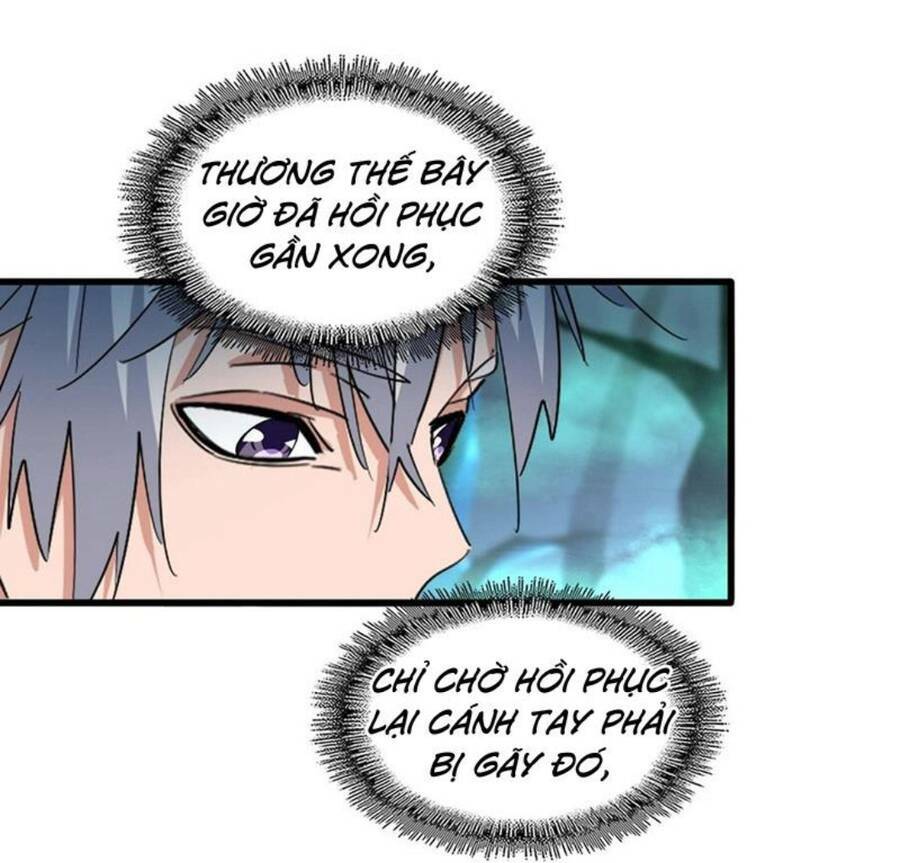 THƯƠNG THẾ BÂY
GIỜ ĐÃ HỒI PHỤC
GẦN XONG,
CHỈ CHỜ HỒI PHỤC
LẠI CÁNH TAY PHẢI
BỊ GÃY ĐÓ,